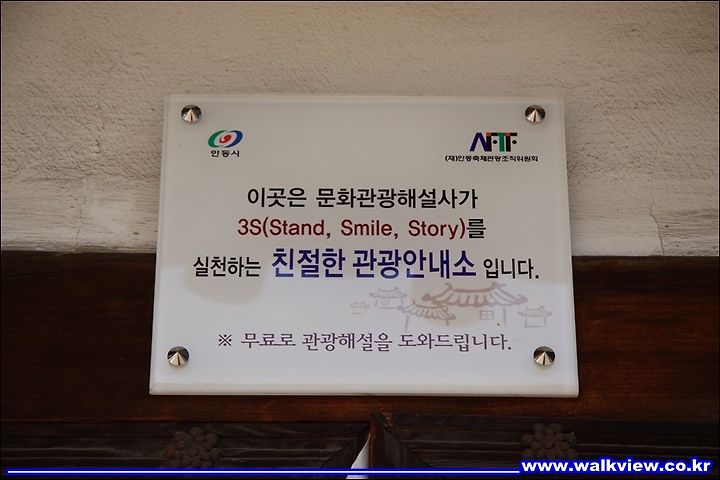 안동시
AFTF
(재)안동축제관광조직위원회
이곳은 문화관광해설사가
3S(Stand, Smile, Story)를
실천하는 친절한 관광안내소 입니다.
※ 무료로 관광해설을 도와드립니다.
www.walkview.co.kr